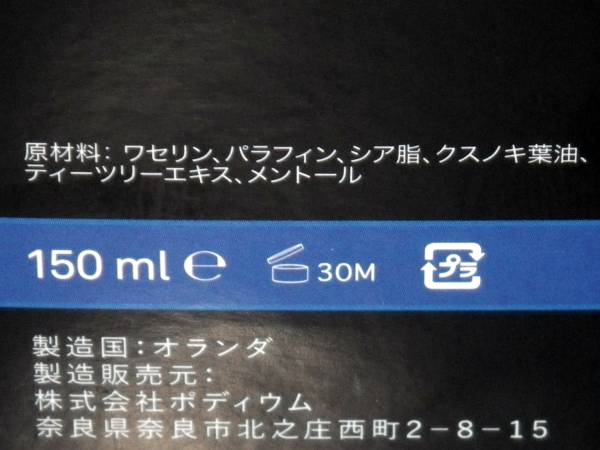 原材料: ワセリン、パラフィン、シア脂、クスノキ葉油、
ティーツリーエキス、メントール
150 ml ℮ 30M プラ
製造国:オランダ
製造販売元:
株式会社ポディウム
奈良県奈良市北之庄西町2-8-15